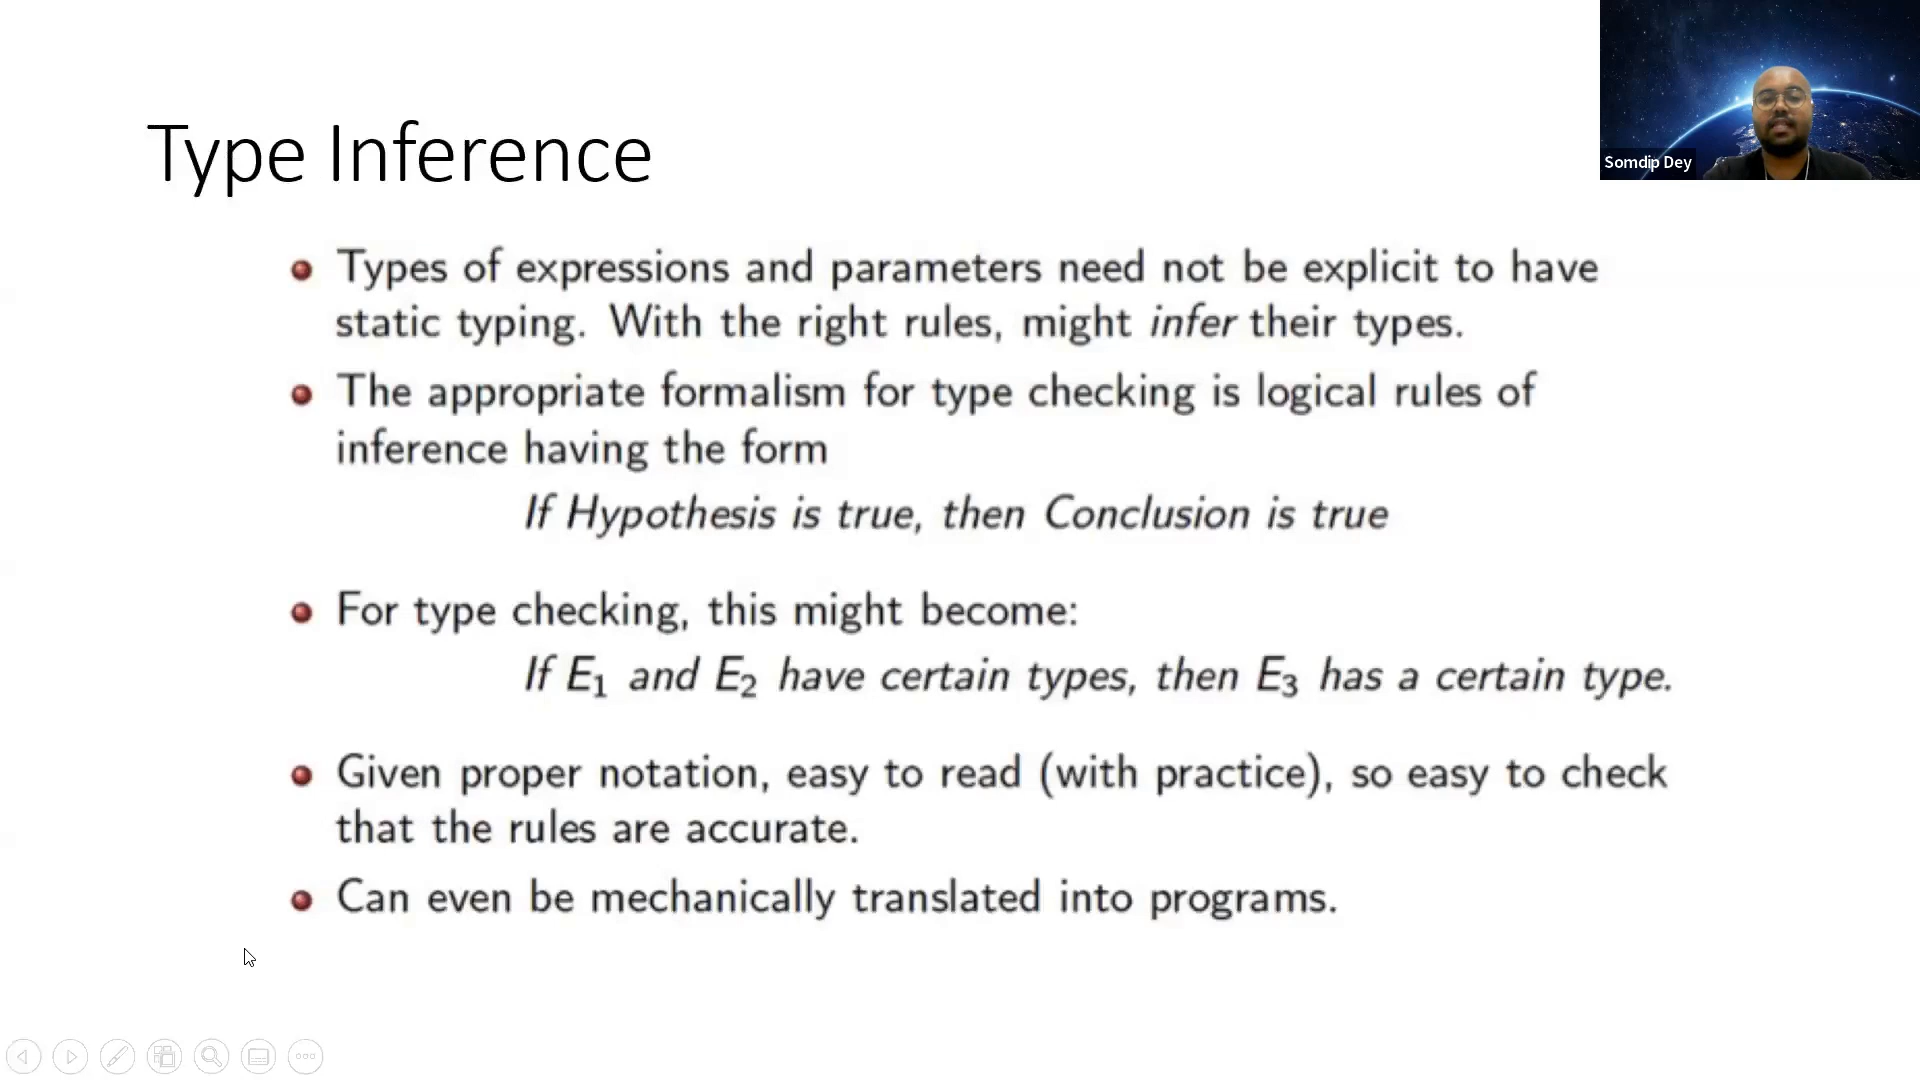 Type Inference
Somdip Dey
Types of expressions and parameters need not be explicit to have
static typing. With the right rules, might infer their types.
The appropriate formalism for type checking is logical rules of
inference having the form
If Hypothesis is true, then Conclusion is true
For type checking, this might become:
If E₁ and E₂ have certain types, then E₃ has a certain type.
Given proper notation, easy to read (with practice), so easy to check
that the rules are accurate.
Can even be mechanically translated into programs.